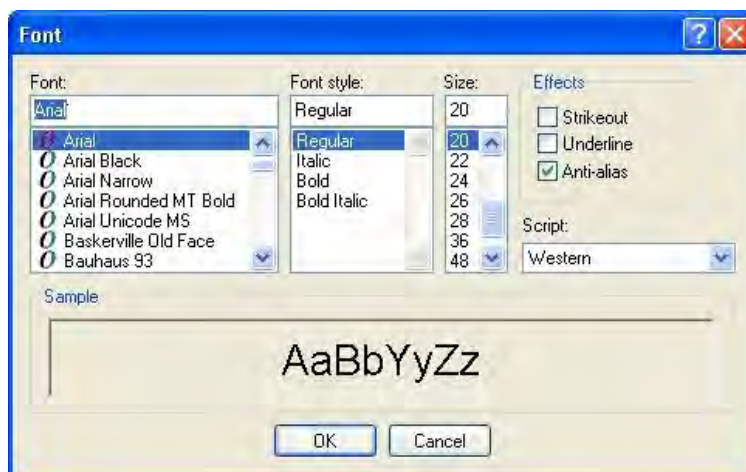 Font
Font:
Arial
Arial
Arial Black
Arial Narrow
Arial Rounded MT Bold
Arial Unicode MS
Baskerville Old Face
Bauhaus 93
Font style:
Regular
Regular
Italic
Bold
Bold Italic
Size:
20
20
22
24
26
28
36
48
Effects
Strikeout
Underline
Anti-alias
Script:
Western
Sample
AaBbYyZz
OK
Cancel